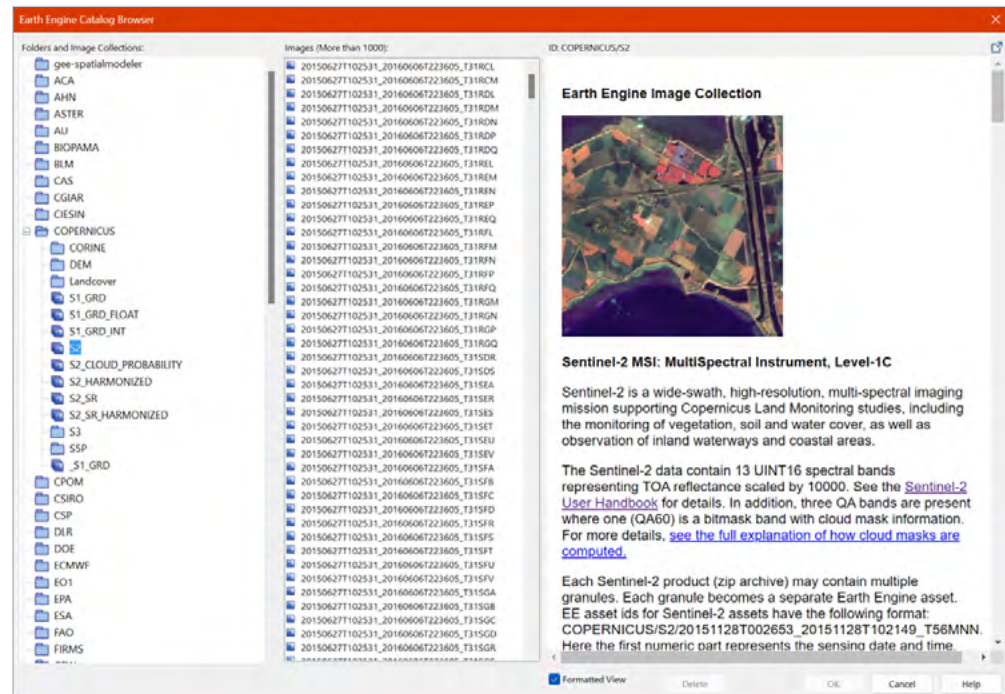 Earth Engine Catalog Browser
Folders and Image Collections:
gee-spatialmodeler
ACA
AHN
ASTER
AU
BIOPAMA
BLM
CAS
CGIAR
CIESIN
COPERNICUS
CORINE
DEM
Landcover
S1_GRD
S1_GRD_FLOAT
S1_GRD_INT
S2
S2_CLOUD_PROBABILITY
S2_HARMONIZED
S2_SR
S2_SR_HARMONIZED
S3
S5P
_S1_GRD
CPOM
CSIRO
CSP
DLR
DOE
ECMWF
EO1
EPA
ESA
FAO
FIRMS
Images (More than 1000):
20150627T102531_20160606T223605_T31RCL
20150627T102531_20160606T223605_T31RCM
20150627T102531_20160606T223605_T31RDL
20150627T102531_20160606T223605_T31RDM
20150627T102531_20160606T223605_T31RDN
20150627T102531_20160606T223605_T31RDP
20150627T102531_20160606T223605_T31RDQ
20150627T102531_20160606T223605_T31REL
20150627T102531_20160606T223605_T31REM
20150627T102531_20160606T223605_T31REN
20150627T102531_20160606T223605_T31REP
20150627T102531_20160606T223605_T31REQ
20150627T102531_20160606T223605_T31RFL
20150627T102531_20160606T223605_T31RFM
20150627T102531_20160606T223605_T31RFN
20150627T102531_20160606T223605_T31RFP
20150627T102531_20160606T223605_T31RFQ
20150627T102531_20160606T223605_T31RGM
20150627T102531_20160606T223605_T31RGN
20150627T102531_20160606T223605_T31RGP
20150627T102531_20160606T223605_T31RGQ
20150627T102531_20160606T223605_T31SDR
20150627T102531_20160606T223605_T31SDS
20150627T102531_20160606T223605_T31SEA
20150627T102531_20160606T223605_T31SER
20150627T102531_20160606T223605_T31SES
20150627T102531_20160606T223605_T31SET
20150627T102531_20160606T223605_T31SEU
20150627T102531_20160606T223605_T31SEV
20150627T102531_20160606T223605_T31SFA
20150627T102531_20160606T223605_T31SFB
20150627T102531_20160606T223605_T31SFC
20150627T102531_20160606T223605_T31SFD
20150627T102531_20160606T223605_T31SFR
20150627T102531_20160606T223605_T31SFS
20150627T102531_20160606T223605_T31SFT
20150627T102531_20160606T223605_T31SFU
20150627T102531_20160606T223605_T31SFV
20150627T102531_20160606T223605_T31SGA
20150627T102531_20160606T223605_T31SGB
20150627T102531_20160606T223605_T31SGC
20150627T102531_20160606T223605_T31SGD
20150627T102531_20160606T223605_T31SGR
ID: COPERNICUS/S2
Earth Engine Image Collection
Sentinel-2 MSI: MultiSpectral Instrument, Level-1C
Sentinel-2 is a wide-swath, high-resolution, multi-spectral imaging
mission supporting Copernicus Land Monitoring studies, including
the monitoring of vegetation, soil and water cover, as well as
observation of inland waterways and coastal areas.
The Sentinel-2 data contain 13 UINT16 spectral bands
representing TOA reflectance scaled by 10000. See the Sentinel-2
User Handbook for details. In addition, three QA bands are present
where one (QA60) is a bitmask band with cloud mask information.
For more details, see the full explanation of how cloud masks are
computed.
Each Sentinel-2 product (zip archive) may contain multiple
granules. Each granule becomes a separate Earth Engine asset.
EE asset ids for Sentinel-2 assets have the following format:
COPERNICUS/S2/20151128T002653_20151128T102149_T56MNN.
Here the first numeric part represents the sensing date and time,
Formatted View
Delete
OK
Cancel
Help